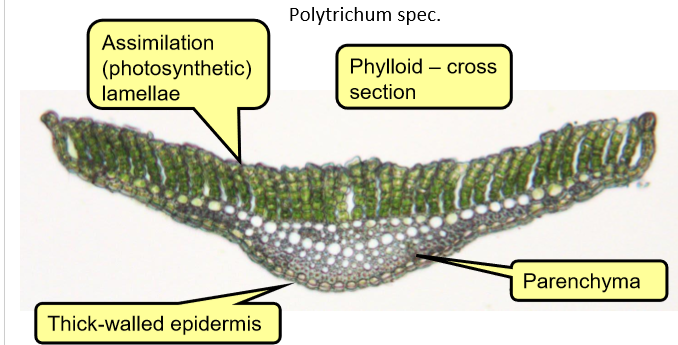 Polytrichum spec.
Assimilation
(photosynthetic)
lamellae
Phylloid – cross
section
Parenchyma
Thick-walled epidermis